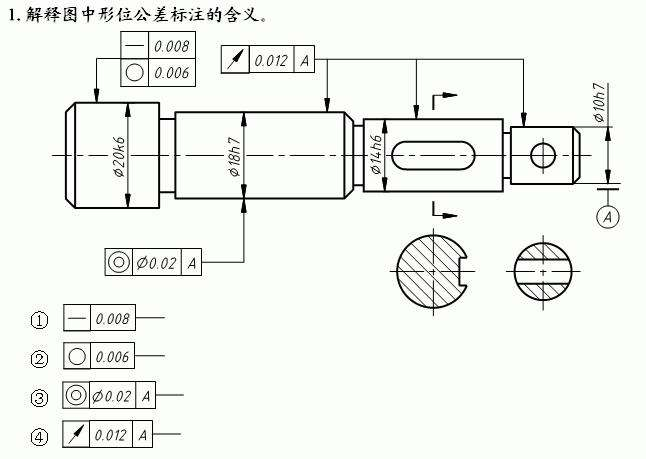 1. 解释图中形位公差标注的含义。
0.008
0.006
0.012 A
φ20k6
φ18h7
φ14h6
φ10h7
A
φ0.02 A
① 0.008
② 0.006
③ φ0.02 A
④ 0.012 A